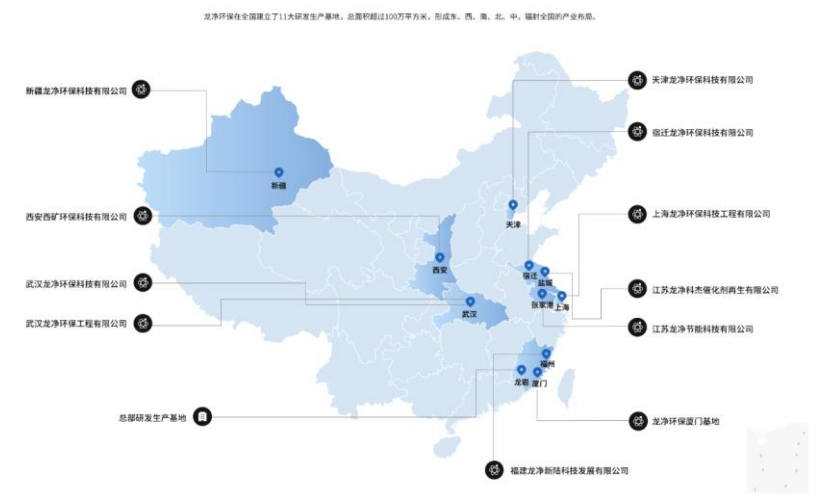 龙净环保在全国建立了11大研发生产基地，总面积超过100万平方米，形成东、西、南、北、中，辐射全国的产业布局。
新疆龙净环保科技有限公司
天津龙净环保科技有限公司
宿迁龙净环保科技有限公司
新疆
西安西矿环保科技有限公司
上海龙净环保科技工程有限公司
天津
西安
宿迁
盐城
武汉龙净环保科技有限公司
江苏龙净科杰催化剂再生有限公司
张家港
上海
武汉
武汉龙净环保工程有限公司
江苏龙净节能科技有限公司
福州
龙岩
厦门
总部研发生产基地
龙净环保厦门基地
福建龙净新陆科技发展有限公司